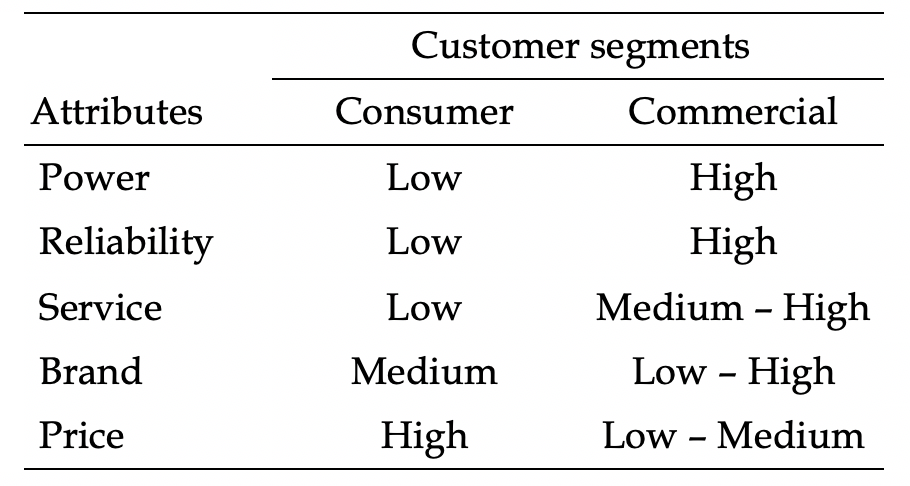 Customer segments
Attributes Consumer Commercial
Power Low High
Reliability Low High
Service Low Medium – High
Brand Medium Low – High
Price High Low – Medium